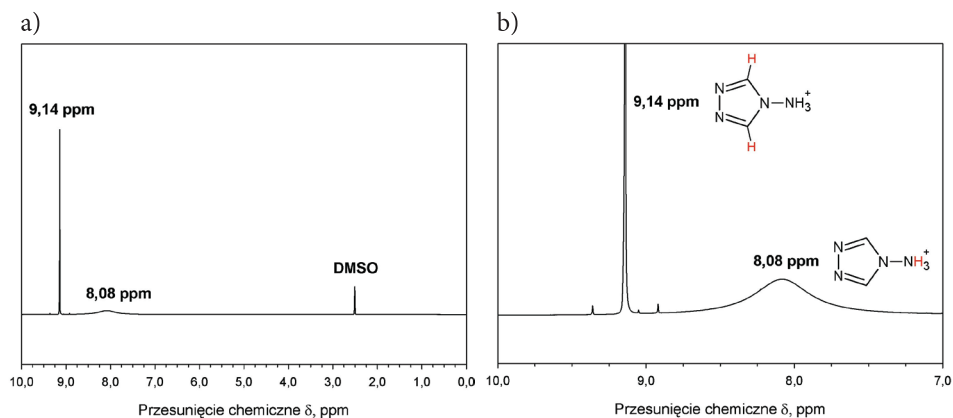 a)
9,14 ppm
8,08 ppm
DMSO
10,0 9,0 8,0 7,0 6,0 5,0 4,0 3,0 2,0 1,0 0,0
Przesunięcie chemiczne δ, ppm
b)
H
N
N
N
NH3+
H
9,14 ppm
8,08 ppm
N
N
N
NH3+
10,0 9,0 8,0 7,0
Przesunięcie chemiczne δ, ppm